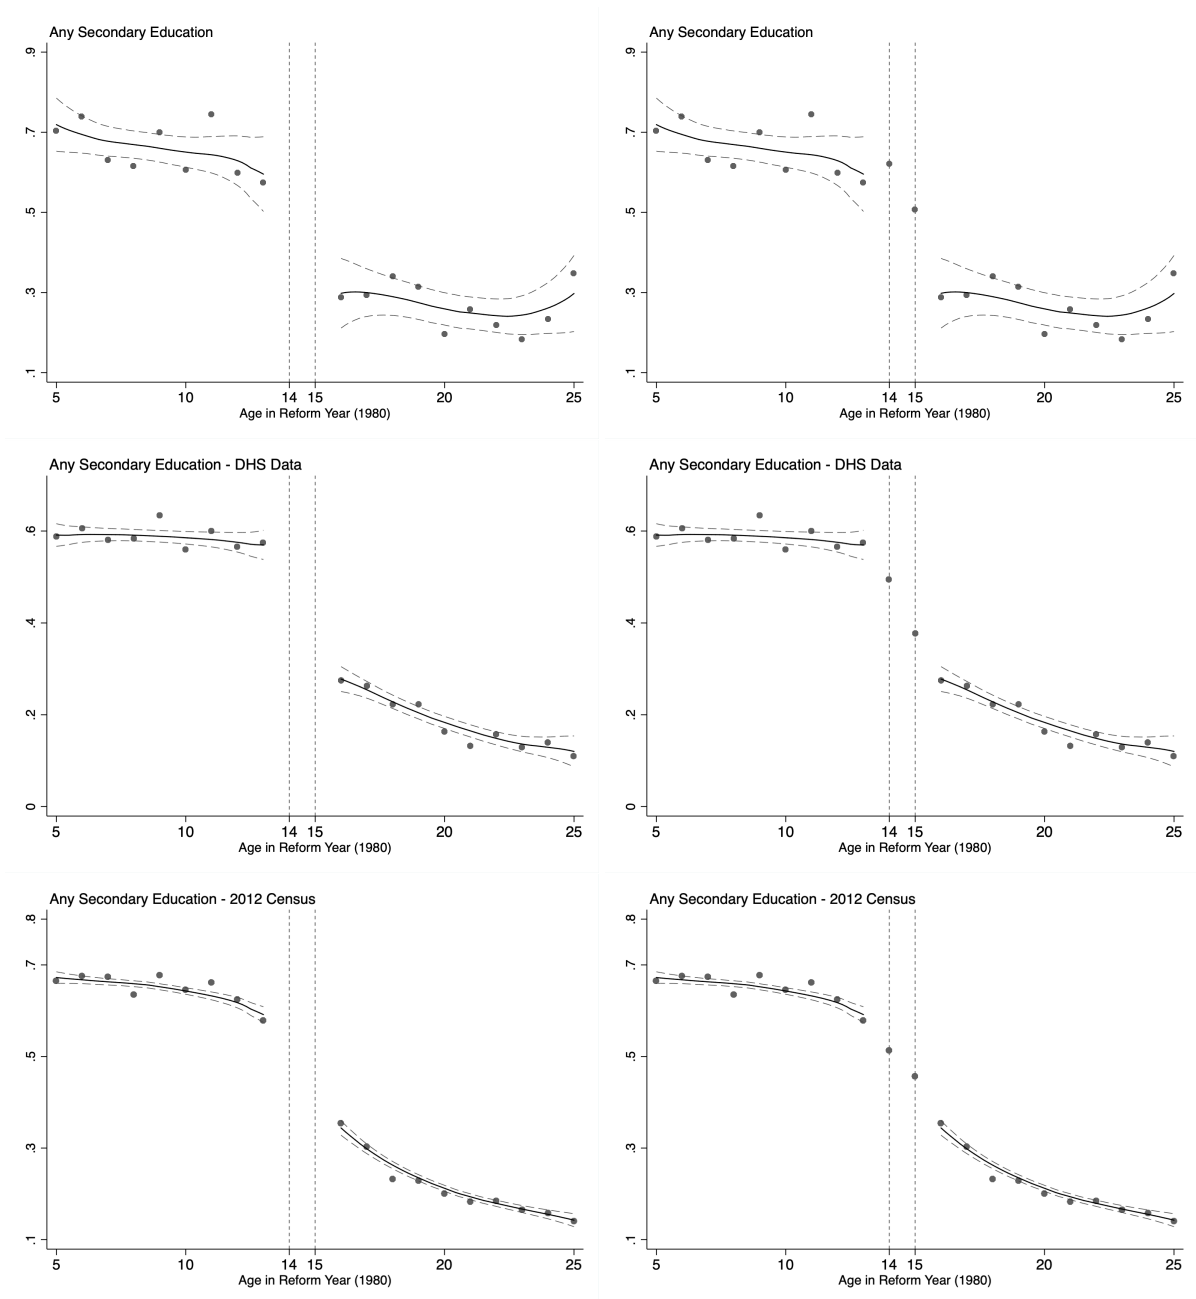 Any Secondary Education
.9
.7
.5
.3
.1
5 10 14 15 20 25
Age in Reform Year (1980)
Any Secondary Education
.9
.7
.5
.3
.1
5 10 14 15 20 25
Age in Reform Year (1980)
Any Secondary Education - DHS Data
.6
.4
.2
0
5 10 14 15 20 25
Age in Reform Year (1980)
Any Secondary Education - DHS Data
.6
.4
.2
0
5 10 14 15 20 25
Age in Reform Year (1980)
Any Secondary Education - 2012 Census
.8
.7
.5
.3
.1
5 10 14 15 20 25
Age in Reform Year (1980)
Any Secondary Education - 2012 Census
.8
.7
.5
.3
.1
5 10 14 15 20 25
Age in Reform Year (1980)